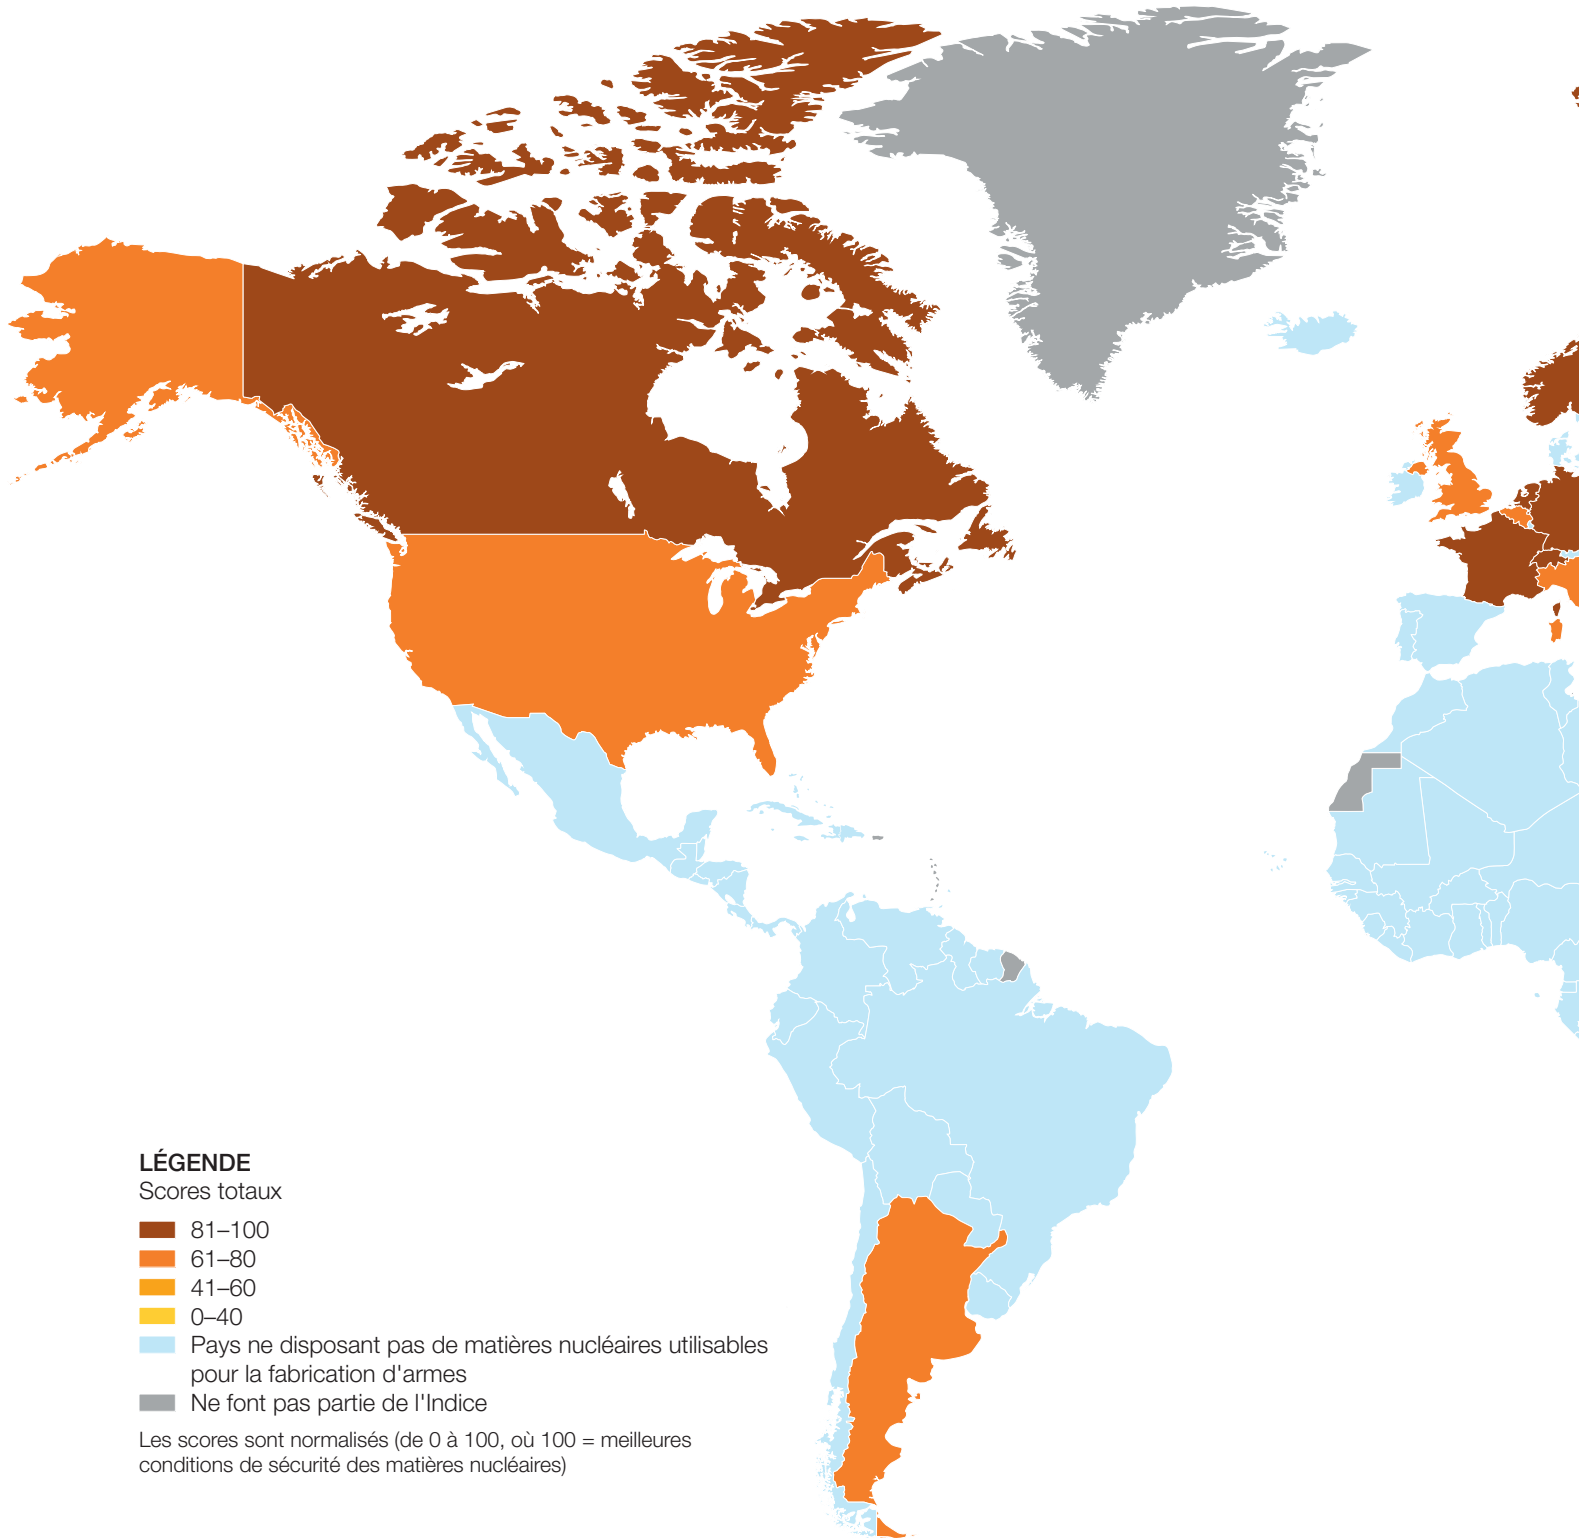 LÉGENDE
Scores totaux
81–100
61–80
41–60
0–40
Pays ne disposant pas de matières nucléaires utilisables
pour la fabrication d'armes
Ne font pas partie de l'Indice
Les scores sont normalisés (de 0 à 100, où 100 = meilleures
conditions de sécurité des matières nucléaires)